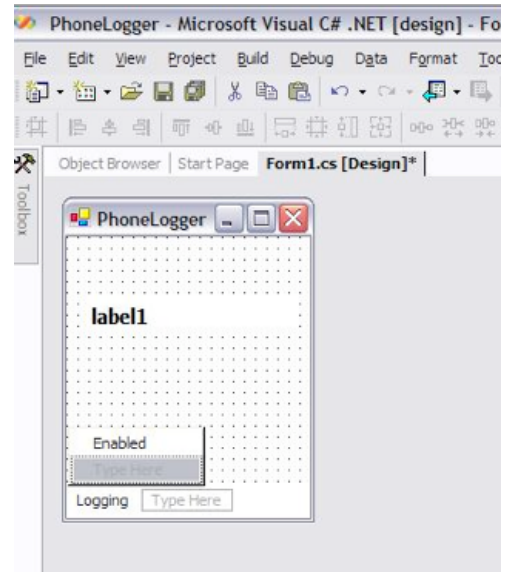 PhoneLogger - Microsoft Visual C# .NET [design] - Fo
File Edit View Project Build Debug Data Format Toc
Object Browser Start Page Form1.cs [Design]*
Toolbox
PhoneLogger
label1
Enabled
Type Here
Logging Type Here